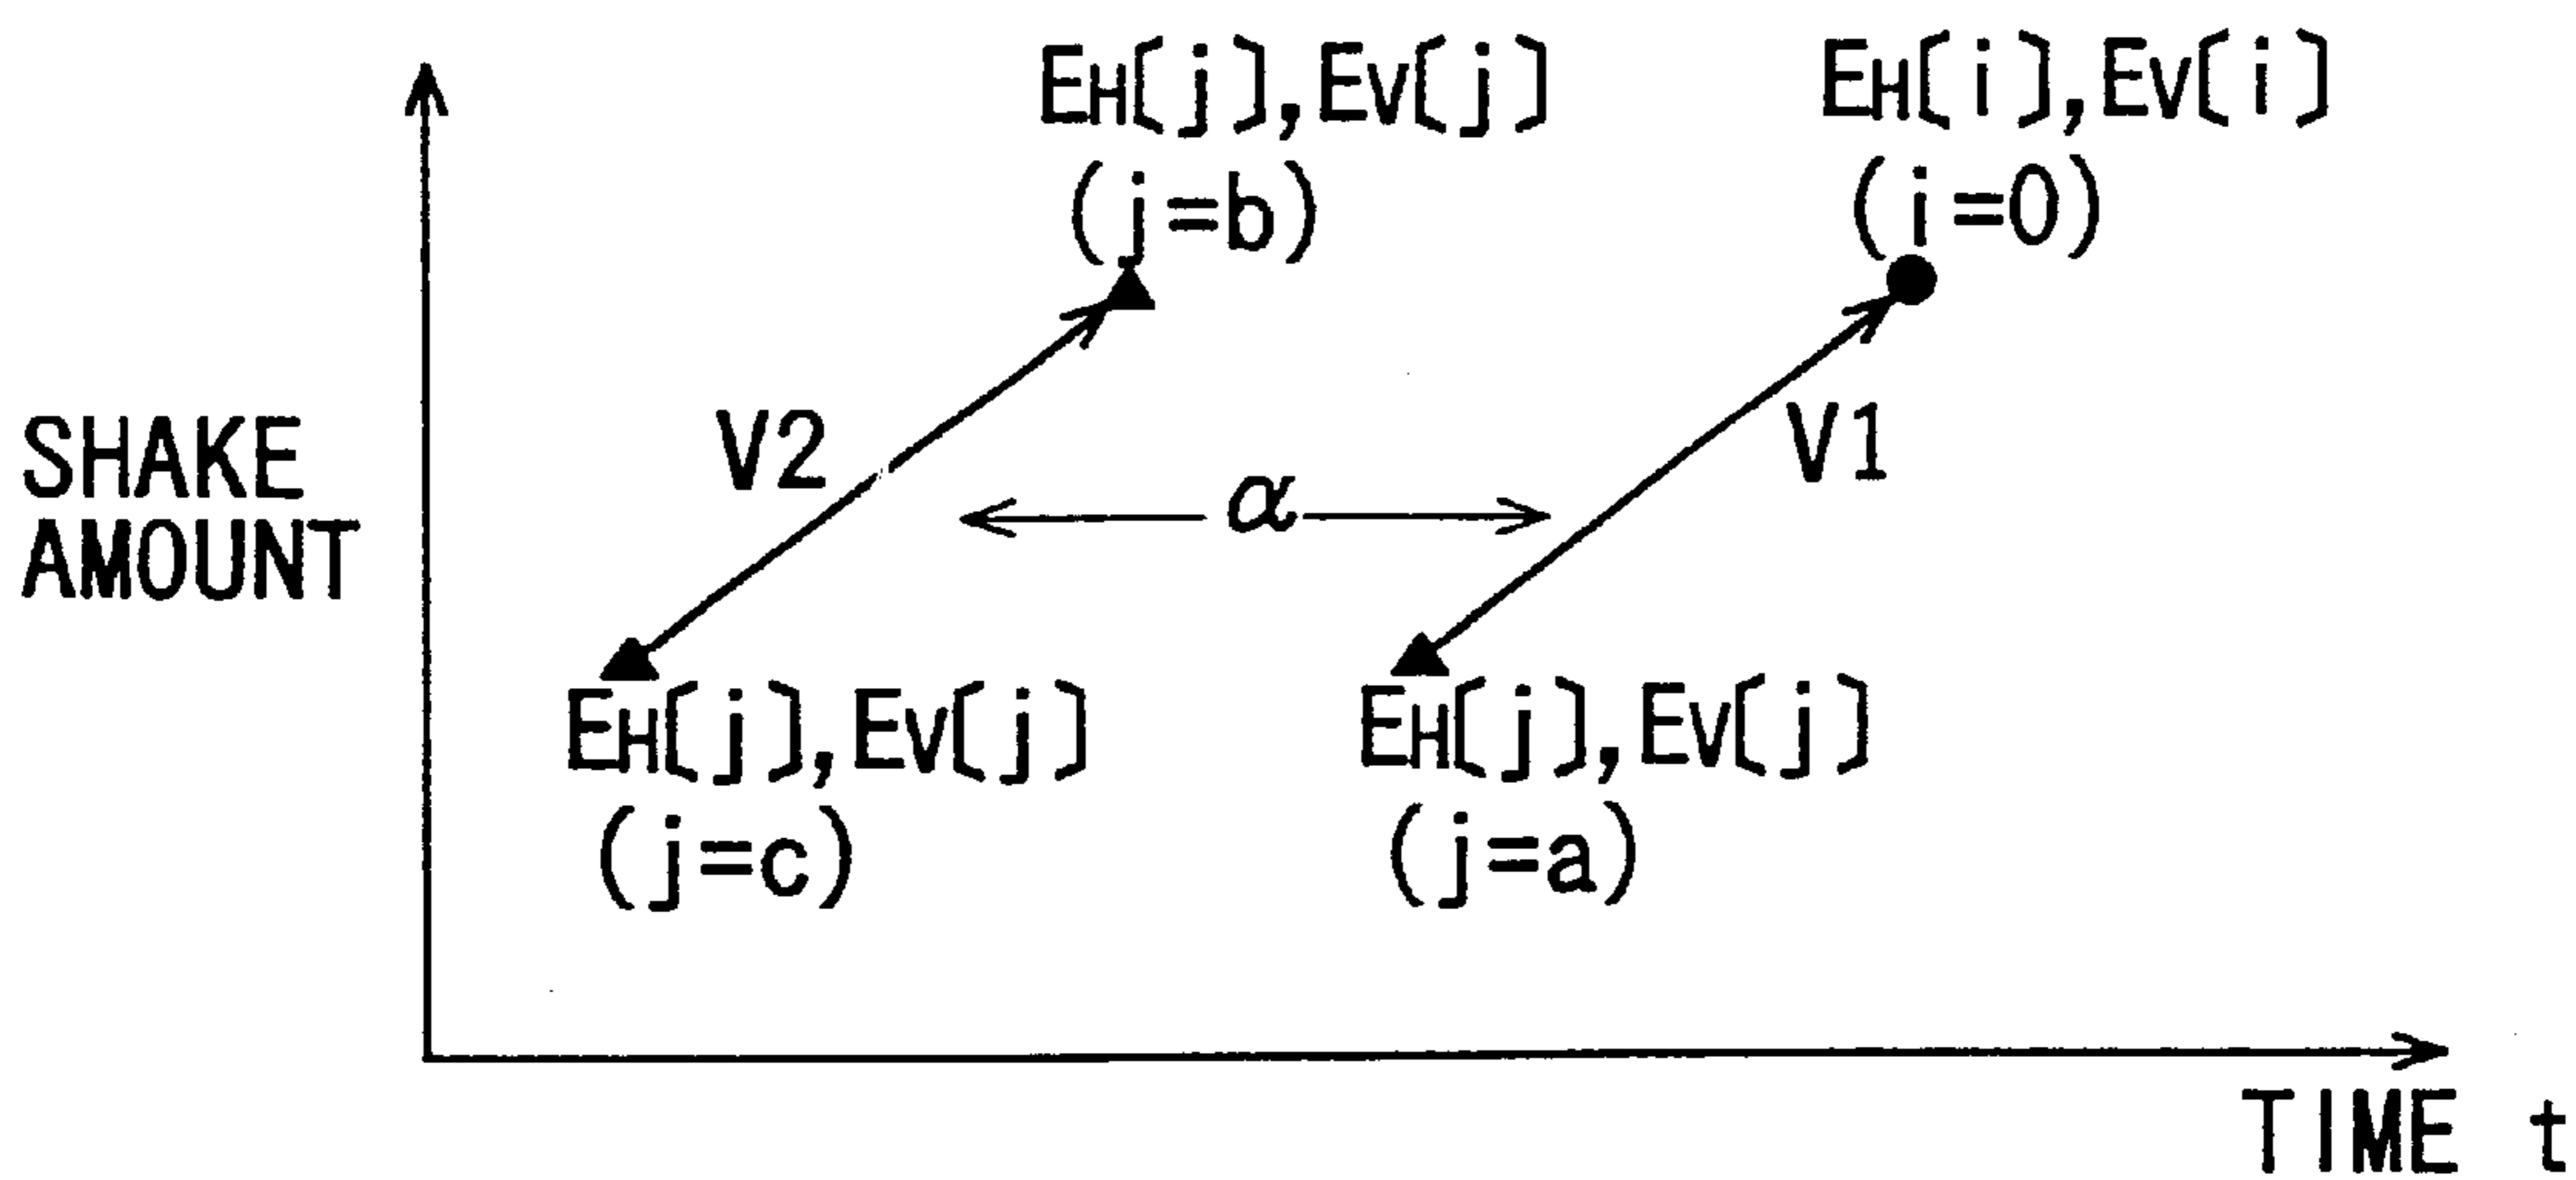 EH[j],EV[j]
(j=b)
EH[i],EV[i]
(i=0)
SHAKE
AMOUNT
V2
α
V1
EH[j],EV[j]
(j=c)
EH[j],EV[j]
(j=a)
TIME t